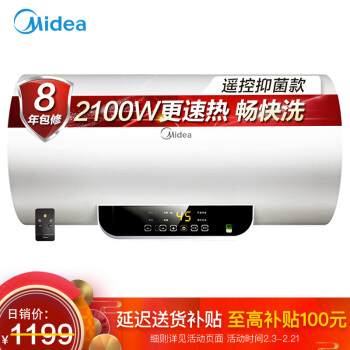 Midea
遥控抑菌款
8
年包修
2100W更速热 畅快洗
Midea
45
日销价：
¥1199
延迟送货补贴 至高补贴100元
细则详见活动页面 活动时间2.3-2.21